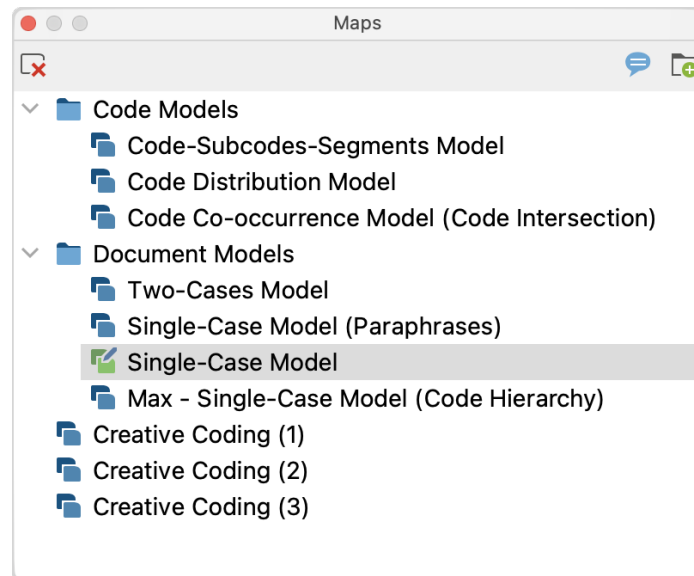 Maps
Code Models
Code-Subcodes-Segments Model
Code Distribution Model
Code Co-occurrence Model (Code Intersection)
Document Models
Two-Cases Model
Single-Case Model (Paraphrases)
Single-Case Model
Max - Single-Case Model (Code Hierarchy)
Creative Coding (1)
Creative Coding (2)
Creative Coding (3)